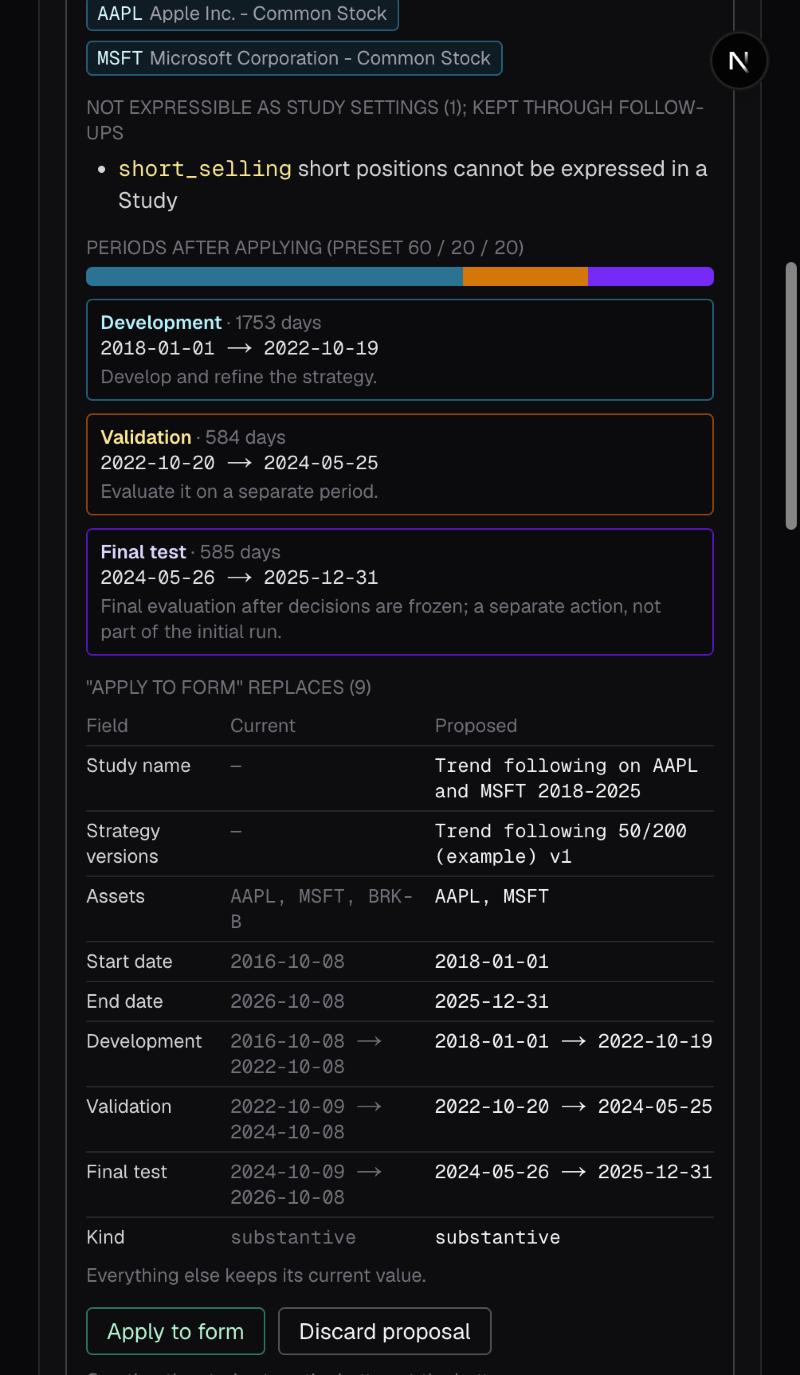 AAPL Apple Inc. - Common Stock
MSFT Microsoft Corporation - Common Stock
N
NOT EXPRESSIBLE AS STUDY SETTINGS (1); KEPT THROUGH FOLLOW-
UPS
• short_selling short positions cannot be expressed in a
Study
PERIODS AFTER APPLYING (PRESET 60 / 20 / 20)
Development · 1753 days
2018-01-01 → 2022-10-19
Develop and refine the strategy.
Validation · 584 days
2022-10-20 → 2024-05-25
Evaluate it on a separate period.
Final test · 585 days
2024-05-26 → 2025-12-31
Final evaluation after decisions are frozen; a separate action, not
part of the initial run.
"APPLY TO FORM" REPLACES (9)
Field Current Proposed
Study name — Trend following on AAPL
and MSFT 2018-2025
Strategy — Trend following 50/200
versions (example) v1
Assets AAPL, MSFT, BRK- AAPL, MSFT
B
Start date 2016-10-08 2018-01-01
End date 2026-10-08 2025-12-31
Development 2016-10-08 → 2018-01-01 → 2022-10-19
2022-10-08
Validation 2022-10-09 → 2022-10-20 → 2024-05-25
2024-10-08
Final test 2024-10-09 → 2024-05-26 → 2025-12-31
2026-10-08
Kind substantive substantive
Everything else keeps its current value.
Apply to form Discard proposal